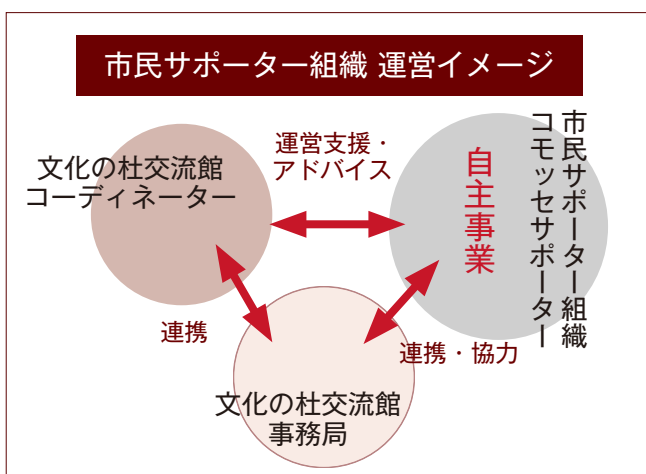 市民サポーター組織 運営イメージ
文化の杜交流館
コーディネーター
運営支援・
アドバイス
市民サポーター組織
コモッセサポーター
自主事業
連携
連携・協力
文化の杜交流館
事務局